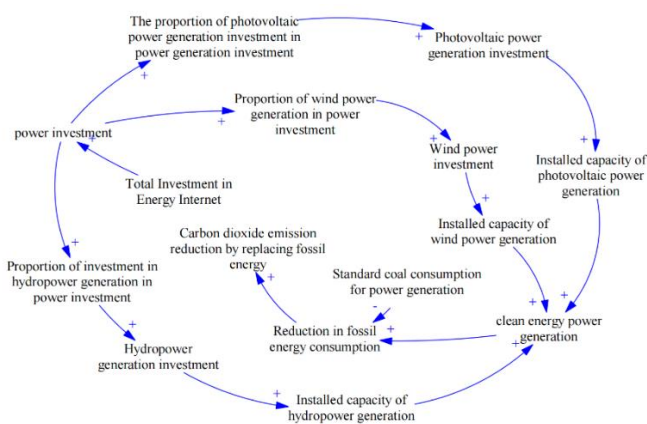 The proportion of photovoltaic
power generation investment in
power generation investment
+
+
Photovoltaic power
generation investment
Proportion of wind power
generation in power
investment
+
+
power investment
+
Wind power
investment
+
Installed capacity of
photovoltaic power
generation
Total Investment in
Energy Internet
+
Installed capacity of
wind power generation
Carbon dioxide emission
reduction by replacing fossil
energy
+
+
Proportion of investment in
hydropower generation in
power investment
Standard coal consumption
for power generation
+
-
+
+
Reduction in fossil
energy consumption
+
clean energy power
generation
+
+
Hydropower
generation investment
+
Installed capacity of
hydropower generation